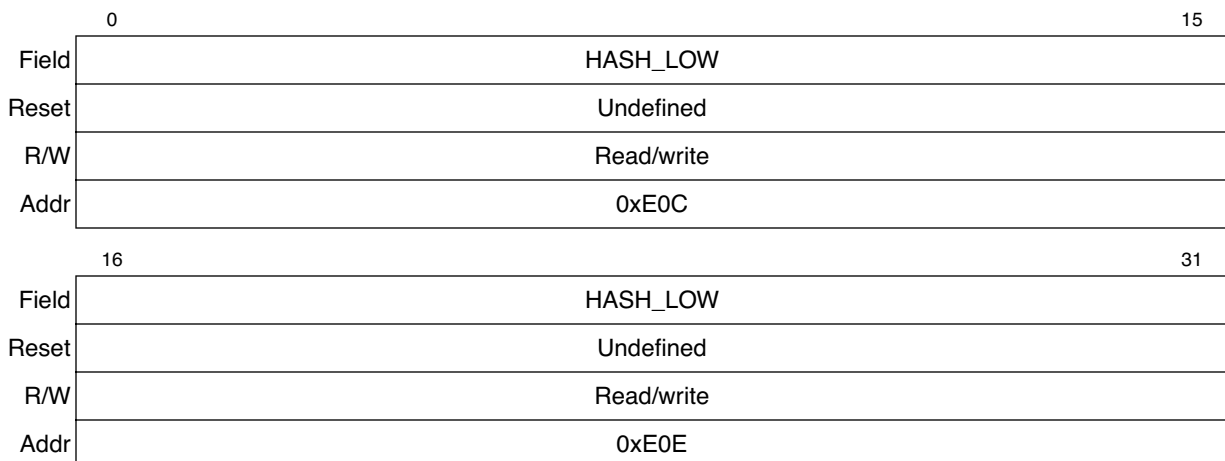 0 15
Field HASH_LOW
Reset Undefined
R/W Read/write
Addr 0xE0C
16 31
Field HASH_LOW
Reset Undefined
R/W Read/write
Addr 0xE0E